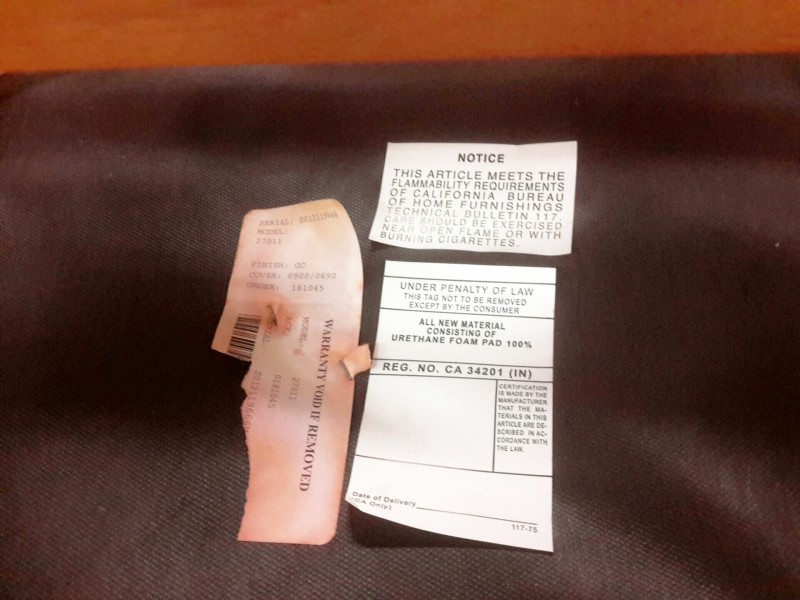 NOTICE
THIS ARTICLE MEETS THE
FLAMMABILITY REQUIREMENTS
OF CALIFORNIA BUREAU
OF HOME FURNISHINGS
TECHNICAL BULLETIN 117.
CARE SHOULD BE EXERCISED
NEAR OPEN FLAME OR WITH
BURNING CIGARETTES.
SERIAL:
MODEL:
27011
FINISH: GC
COVER: 0900/0690
ORDER: 181045
WARRANTY VOID IF REMOVED
MODEL:
27011
0181045
UNDER PENALTY OF LAW
THIS TAG NOT TO BE REMOVED
EXCEPT BY THE CONSUMER
ALL NEW MATERIAL
CONSISTING OF
URETHANE FOAM PAD 100%
REG. NO. CA 34201 (IN)
CERTIFICATION
IS MADE BY THE
MANUFACTURER
THAT THE MA-
TERIALS IN THIS
ARTICLE ARE DE-
SCRIBED IN AC-
CORDANCE WITH
THE LAW.
Date of Delivery
(CA Only)
117-75